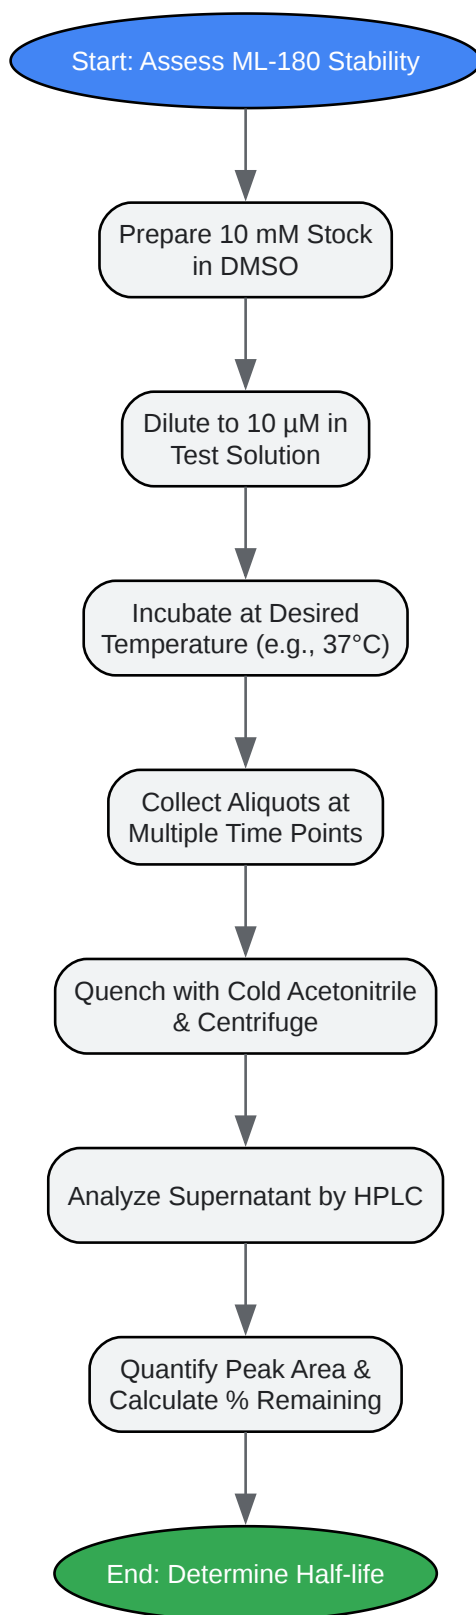 Start: Assess ML-180 Stability
Prepare 10 mM Stock
in DMSO
Dilute to 10 µM in
Test Solution
Incubate at Desired
Temperature (e.g., 37°C)
Collect Aliquots at
Multiple Time Points
Quench with Cold Acetonitrile
& Centrifuge
Analyze Supernatant by HPLC
Quantify Peak Area &
Calculate % Remaining
End: Determine Half-life